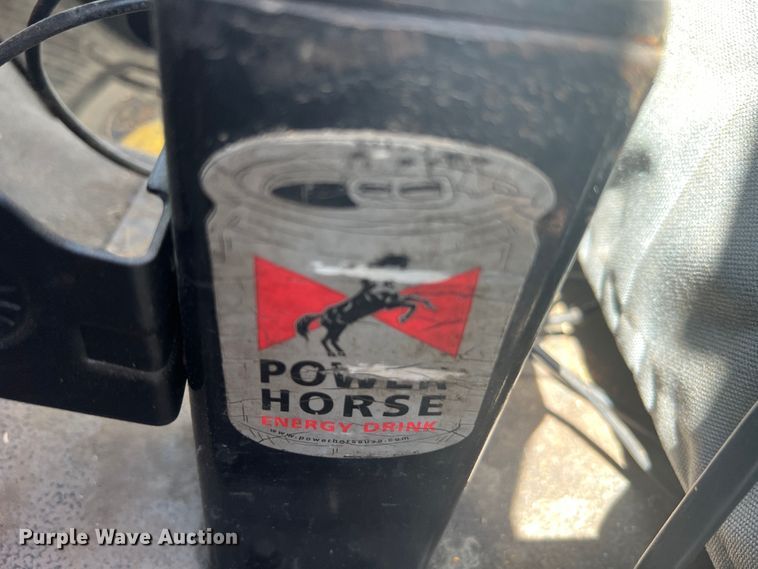 POWER
HORSE
ENERGY DRINK
www.powerhorseusa.com
Purple Wave Auction